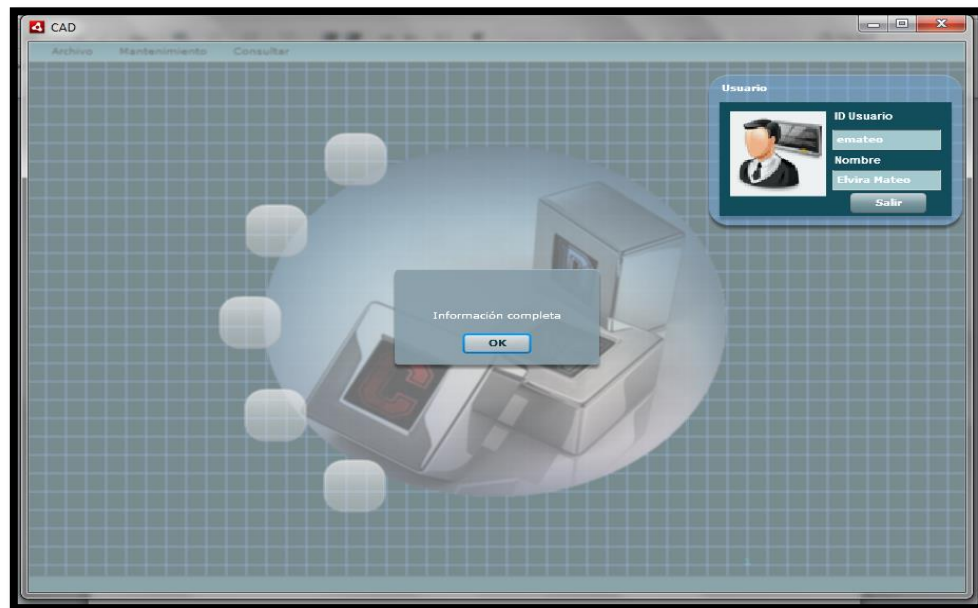 CAD
Archivo Mantenimiento Consultar
Usuario
ID Usuario
emateo
Nombre
Elvira Mateo
Salir
Información completa
OK
C